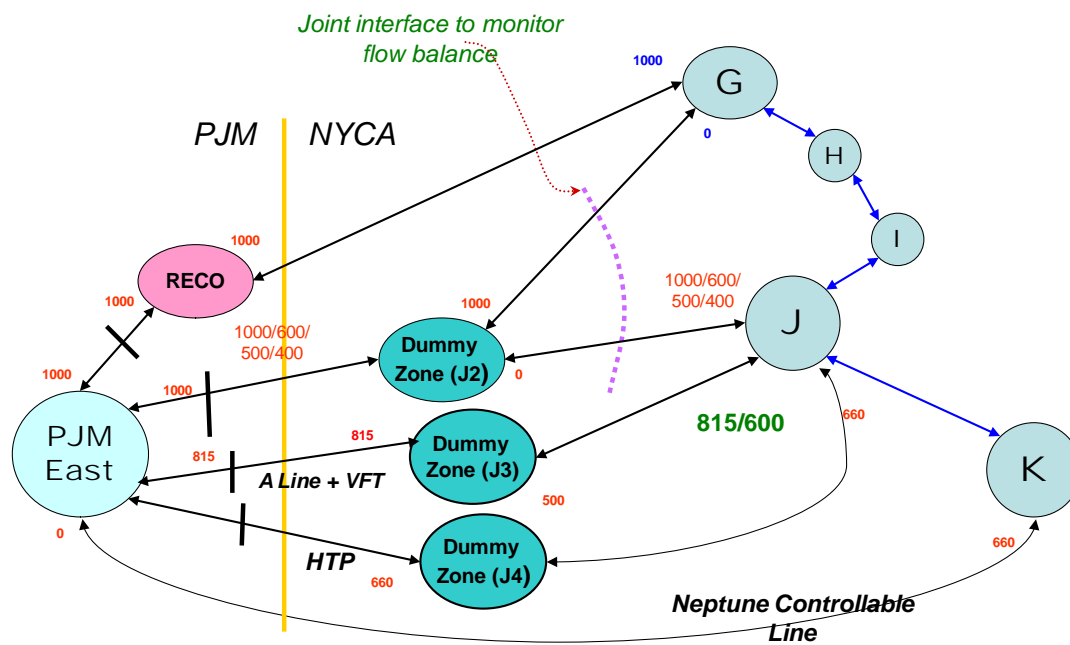 Joint interface to monitor
flow balance
1000
G
0
PJM
NYCA
H
I
1000
RECO
1000
1000/600/
500/400
1000
1000/600/
500/400
J
Dummy
Zone (J2)
0
1000
1000
PJM
East
815
815
A Line + VFT
Dummy
Zone (J3)
500
815/600
660
K
0
HTP
660
Dummy
Zone (J4)
660
Neptune Controllable
Line